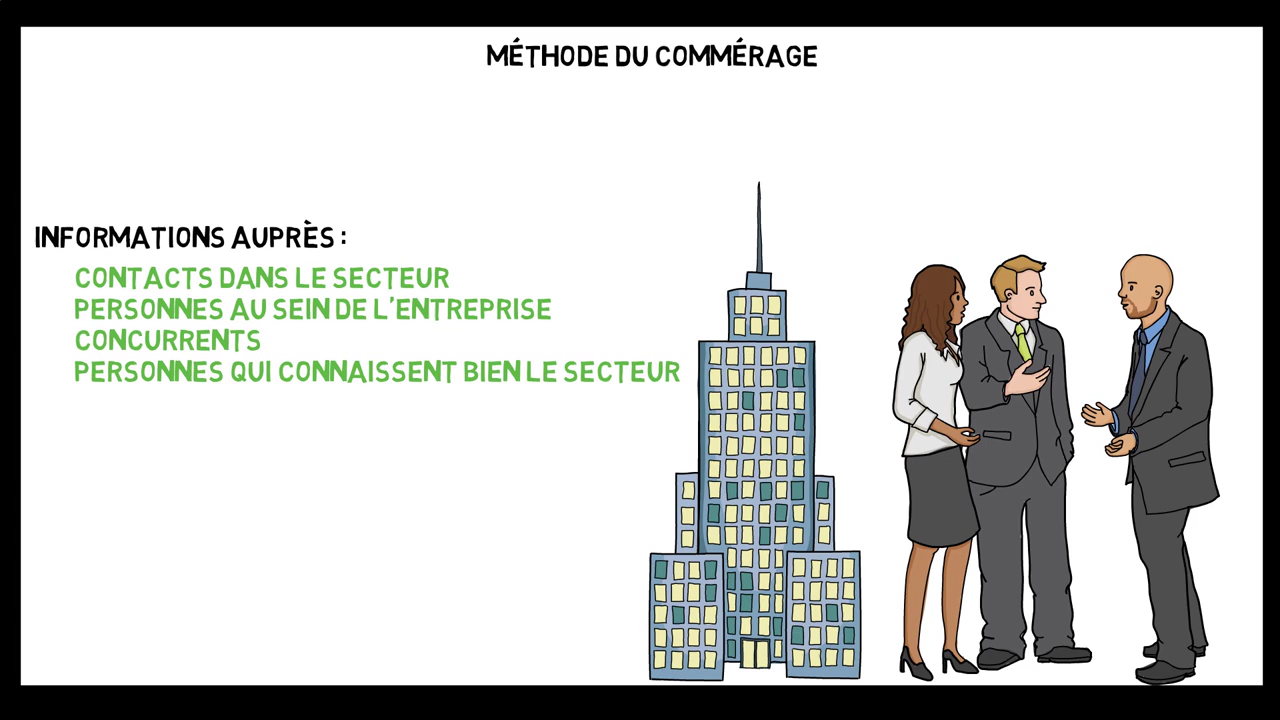 MÉTHODE DU COMMÉRAGE
INFORMATIONS AUPRÈS :
CONTACTS DANS LE SECTEUR
PERSONNES AU SEIN DE L'ENTREPRISE
CONCURRENTS
PERSONNES QUI CONNAISSENT BIEN LE SECTEUR